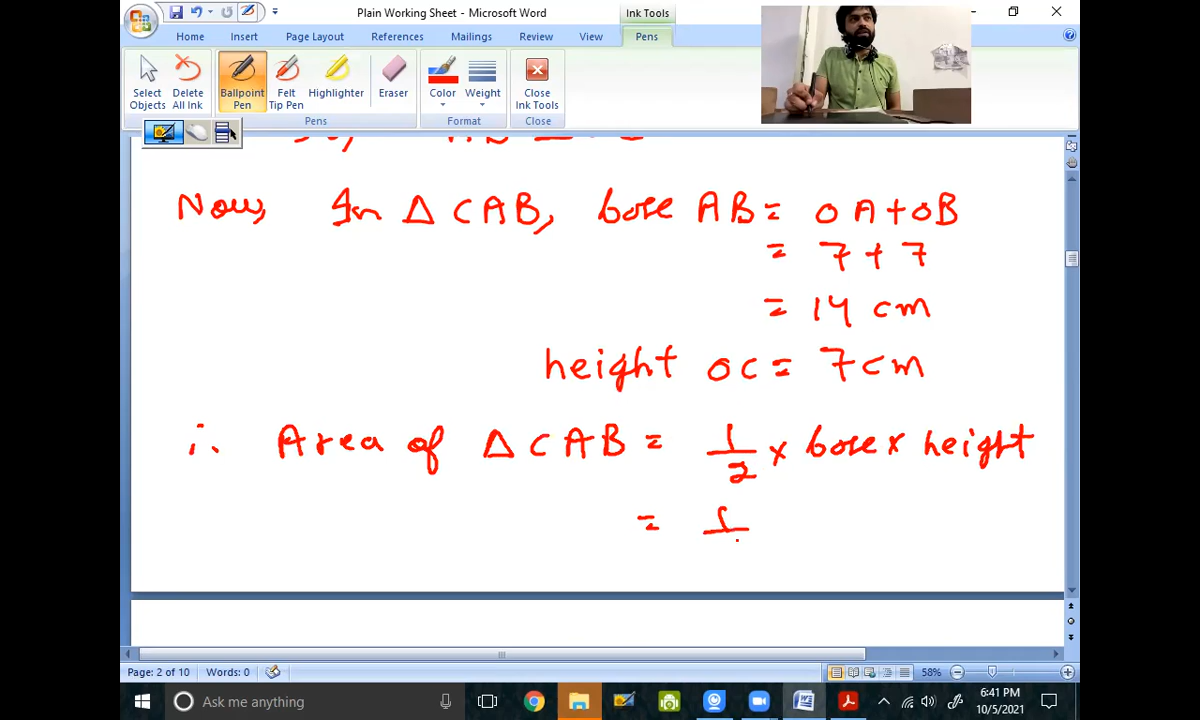 Plain Working Sheet - Microsoft Word
Ink Tools
Home Insert Page Layout References Mailings Review View Pens
Select Objects
Delete All Ink
Ballpoint Pen
Felt Tip Pen
Highlighter
Eraser
Color
Weight
Close Ink Tools
Pens Format Close
Now, In Δ CAB, base AB = OA + OB
= 7 + 7
= 14 cm
height OC = 7 cm
∴ Area of Δ CAB = 1/2 × base × height
= 1
Page: 2 of 10 Words: 0 58%
Ask me anything
6:41 PM
10/5/2021